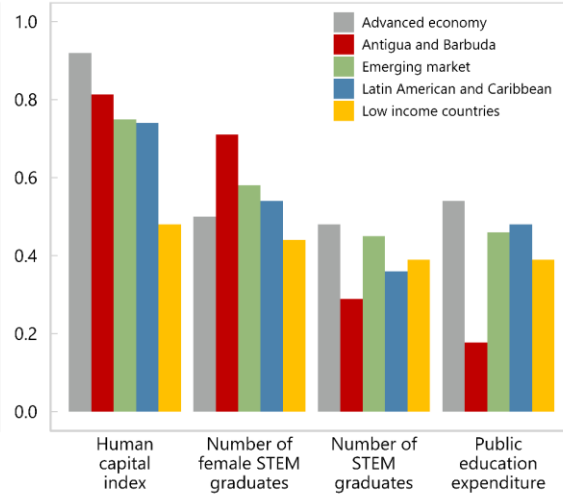 1.0
0.8
0.6
0.4
0.2
0.0
Advanced economy
Antigua and Barbuda
Emerging market
Latin American and Caribbean
Low income countries
Human
capital
index
Number of
female STEM
graduates
Number of
STEM
graduates
Public
education
expenditure